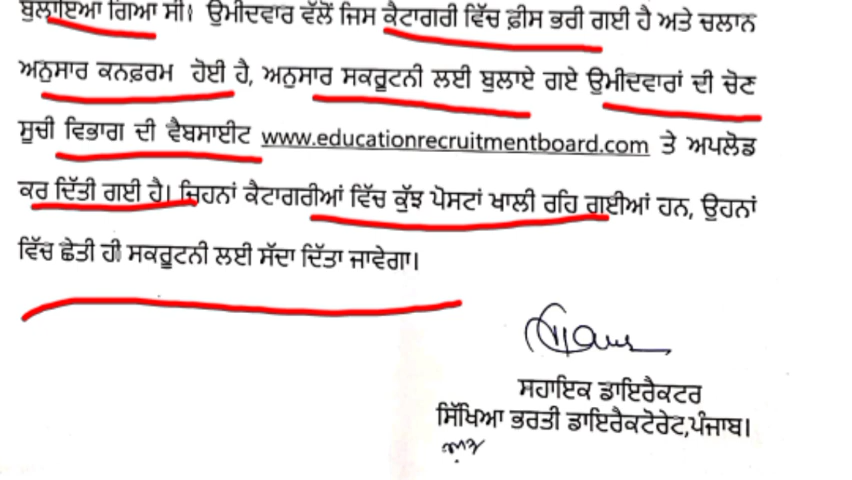 ਬੁਲਾਇਆ ਗਿਆ ਸੀ। ਉਮੀਦਵਾਰ ਵੱਲੋਂ ਜਿਸ ਕੈਟਾਗਰੀ ਵਿੱਚ ਫ਼ੀਸ ਭਰੀ ਗਈ ਹੈ ਅਤੇ ਚਲਾਨ
ਅਨੁਸਾਰ ਕਨਫ਼ਰਮ ਹੋਈ ਹੈ, ਅਨੁਸਾਰ ਸਕਰੂਟਨੀ ਲਈ ਬੁਲਾਏ ਗਏ ਉਮੀਦਵਾਰਾਂ ਦੀ ਚੋਣ
ਸੂਚੀ ਵਿਭਾਗ ਦੀ ਵੈਬਸਾਈਟ www.educationrecruitmentboard.com ਤੇ ਅਪਲੋਡ
ਕਰ ਦਿੱਤੀ ਗਈ ਹੈ। ਜਿਹਨਾਂ ਕੈਟਾਗਰੀਆਂ ਵਿੱਚ ਕੁੱਝ ਪੋਸਟਾਂ ਖਾਲੀ ਰਹਿ ਗਈਆਂ ਹਨ, ਉਹਨਾਂ
ਵਿੱਚ ਛੇਤੀ ਹੀ ਸਕਰੂਟਨੀ ਲਈ ਸੱਦਾ ਦਿੱਤਾ ਜਾਵੇਗਾ।
ਸਹਾਇਕ ਡਾਇਰੈਕਟਰ
ਸਿੱਖਿਆ ਭਰਤੀ ਡਾਇਰੈਕਟੋਰੇਟ,ਪੰਜਾਬ।